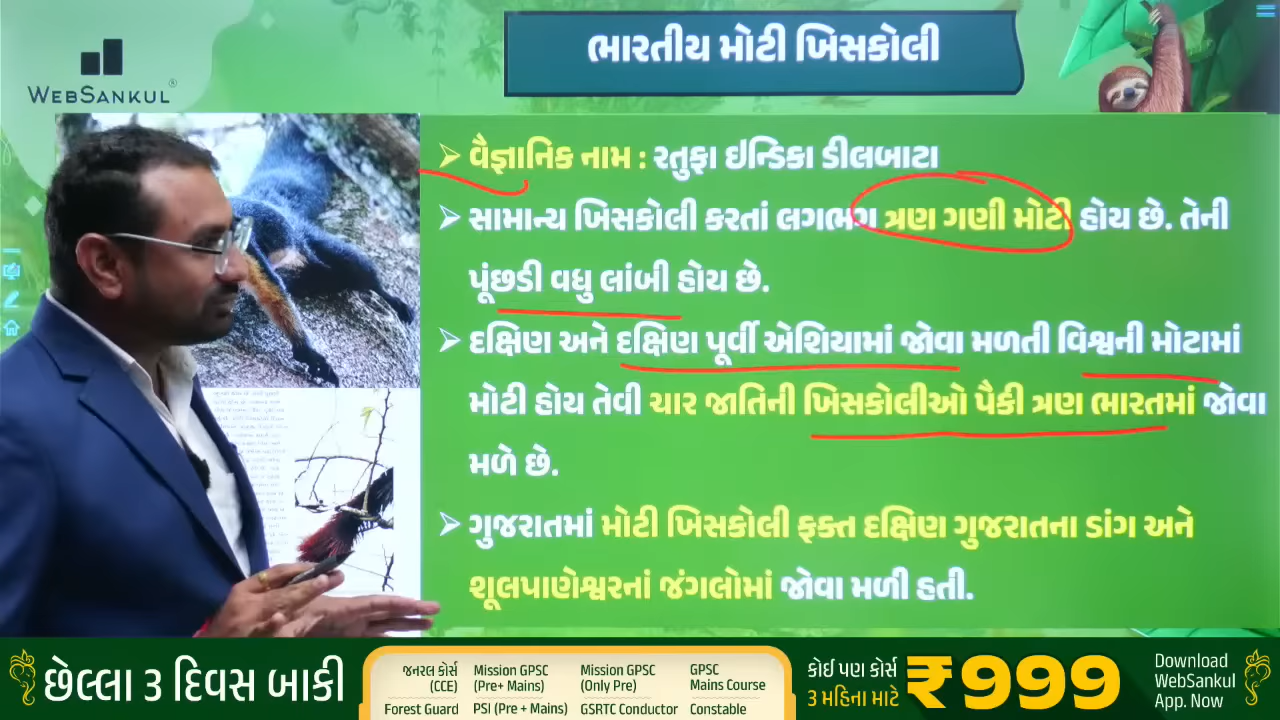 WEBSANKUL®
ભારતીય મોટી ખિસકોલી
➢ વૈજ્ઞાનિક નામ : રતુફા ઇન્ડિકા ડીલબાટા
➢ સામાન્ય ખિસકોલી કરતાં લગભગ ત્રણ ગણી મોટી હોય છે. તેની
પૂંછડી વધુ લાંબી હોય છે.
➢ દક્ષિણ અને દક્ષિણ પૂર્વી એશિયામાં જોવા મળતી વિશ્વની મોટામાં
મોટી હોય તેવી ચાર જાતિની ખિસકોલીઓ પૈકી ત્રણ ભારતમાં જોવા
મળે છે.
➢ ગુજરાતમાં મોટી ખિસકોલી ફક્ત દક્ષિણ ગુજરાતના ડાંગ અને
શૂલપાણેશ્વરનાં જંગલોમાં જોવા મળી હતી.
છેલ્લા ૩ દિવસ બાકી
જનરલ કોર્સ
(CCE)
Forest Guard
Mission GPSC
(Pre+ Mains)
PSI (Pre + Mains)
Mission GPSC
(Only Pre)
GSRTC Conductor
GPSC
Mains Course
Constable
કોઈ પણ કોર્સ
૩ મહિના માટે
₹999
Download
WebSankul
App. Now